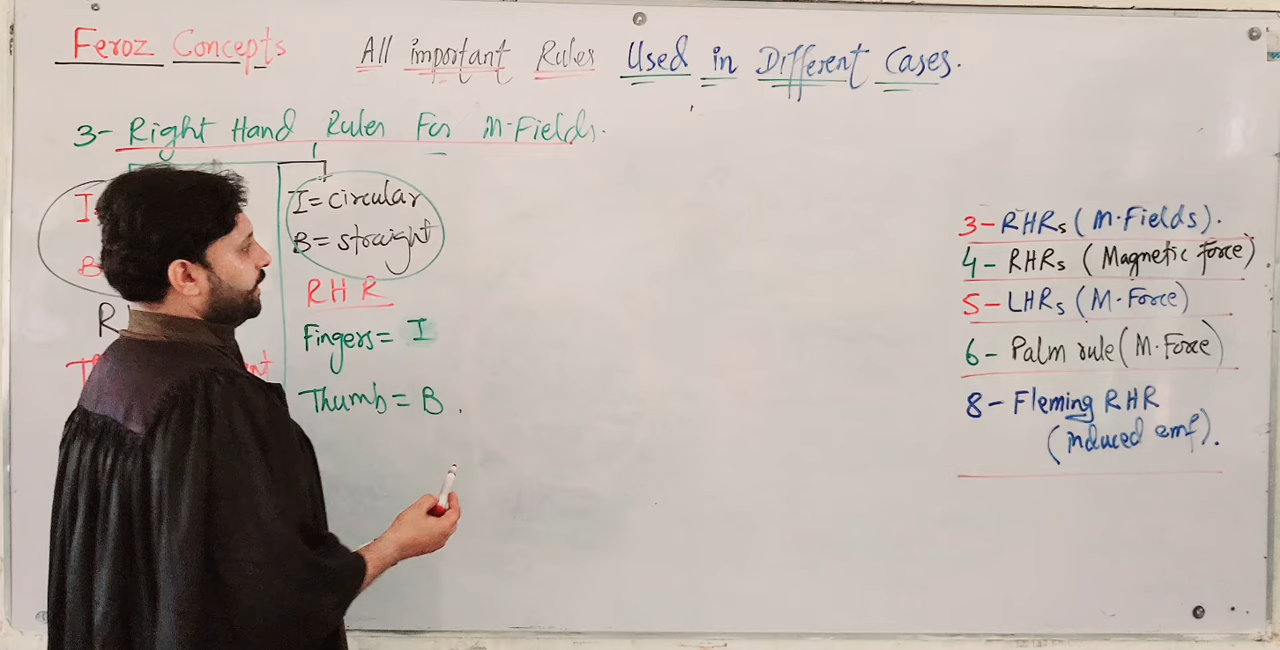 Feroz Concepts
All important Rules Used in Different Cases.
3- Right Hand Rules For M-Fields.
I=
B
R
I = circular
B = straight
RHR
Fingers = I
Thumb = B.
3- RHRs (M.Fields).
4- RHRs (Magnetic force)
5- LHRs (M-Force)
6- Palm rule (M.Force)
8- Fleming RHR
(induced emf).